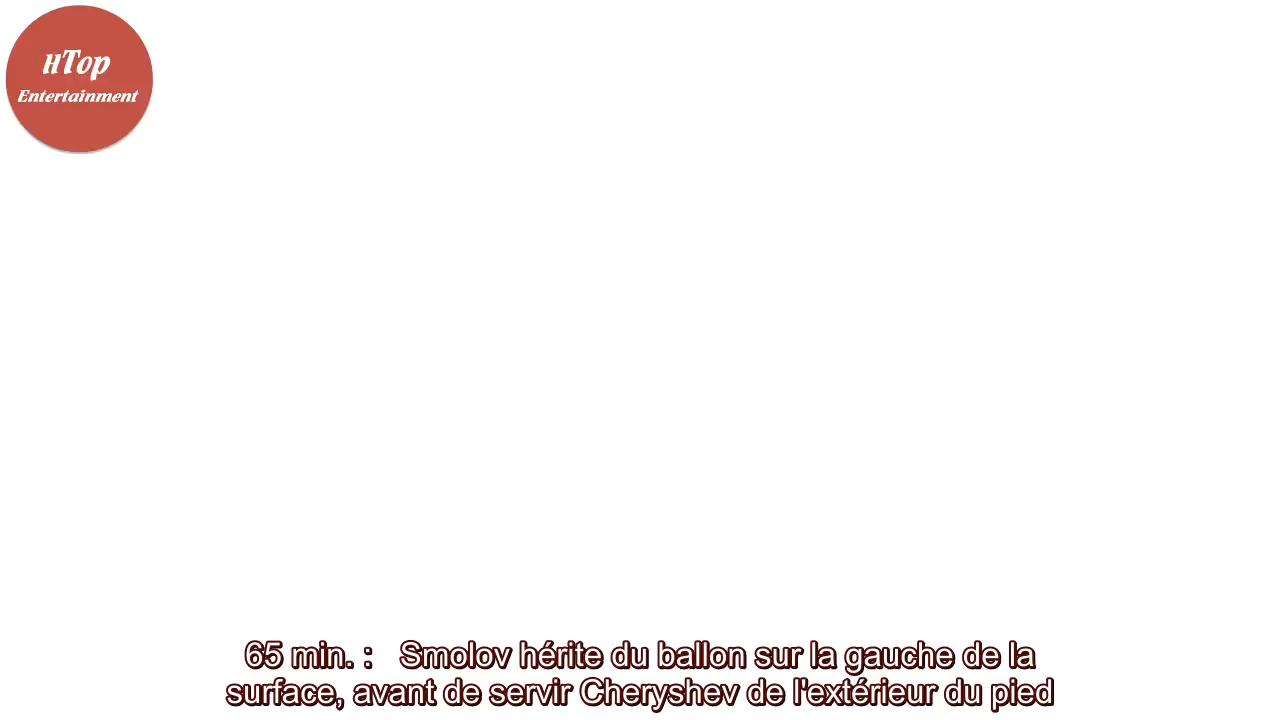 HTop
Entertainment
65 min. :   Smolov hérite du ballon sur la gauche de la
surface, avant de servir Cheryshev de l'extérieur du pied